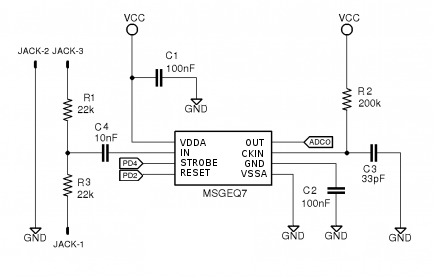 VCC
VCC
JACK-2 JACK-3
C1
100nF
GND
R1
22k
R2
200k
C4
10nF
VDDA
IN
STROBE
RESET
OUT
CKIN
GND
VSSA
ADC0
PD4
PD2
MSGEQ7
R3
22k
C3
33pF
C2
100nF
GND
JACK-1
GND
GND
GND